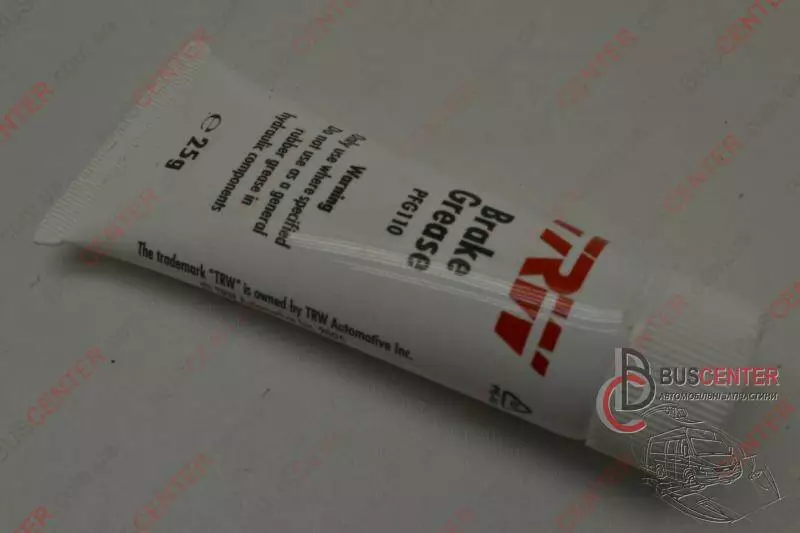 TRW
Brake
Grease
PFG110
Warning
Only use where specified
Do not use as a general
rubber grease in
hydraulic components
℮ 25g
The trademark "TRW" is owned by TRW Automotive Inc.
BUSCENTER
АВТОМОБІЛЬНІ ЗАПЧАСТИНИ